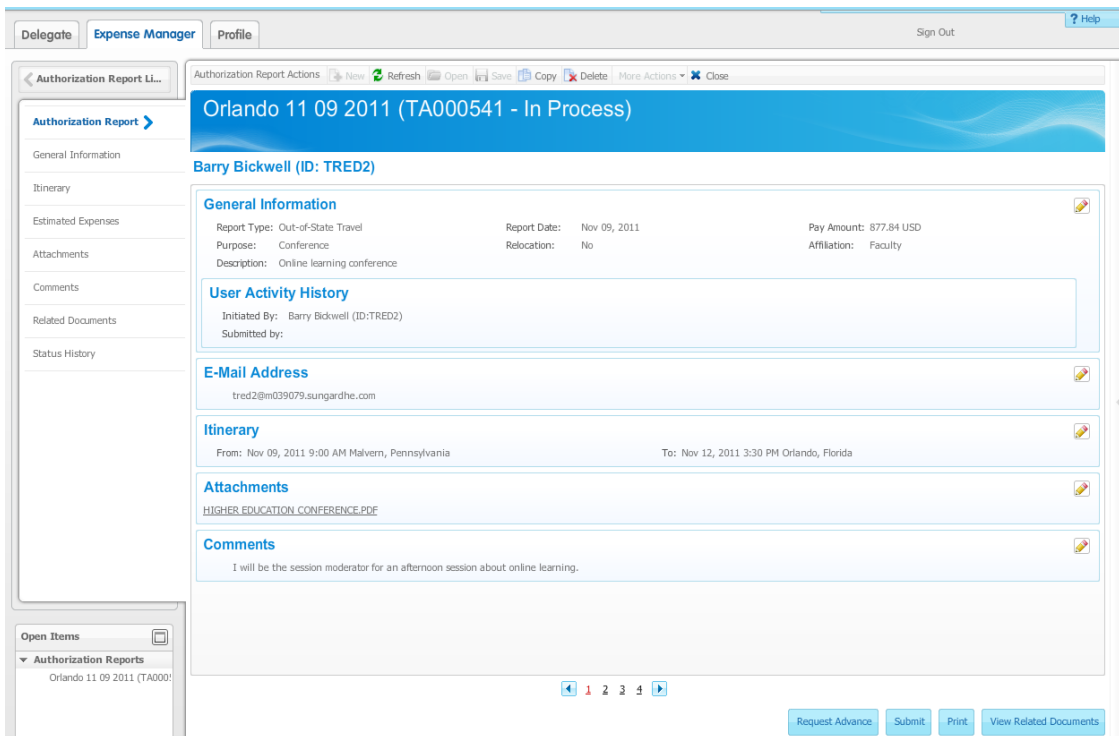 ? Help
Delegate Expense Manager Profile Sign Out
Authorization Report Li...
Authorization Report
General Information
Itinerary
Estimated Expenses
Attachments
Comments
Related Documents
Status History
Open Items
Authorization Reports
Orlando 11 09 2011 (TA000
Authorization Report Actions New Refresh Open Save Copy Delete More Actions Close
Orlando 11 09 2011 (TA000541 - In Process)
Barry Bickwell (ID: TRED2)
General Information
Report Type: Out-of-State Travel Report Date: Nov 09, 2011 Pay Amount: 877.84 USD
Purpose: Conference Relocation: No Affiliation: Faculty
Description: Online learning conference
User Activity History
Initiated By: Barry Bickwell (ID:TRED2)
Submitted by:
E-Mail Address
tred2@m039079.sungardhe.com
Itinerary
From: Nov 09, 2011 9:00 AM Malvern, Pennsylvania To: Nov 12, 2011 3:30 PM Orlando, Florida
Attachments
HIGHER EDUCATION CONFERENCE.PDF
Comments
I will be the session moderator for an afternoon session about online learning.
1 2 3 4
Request Advance Submit Print View Related Documents